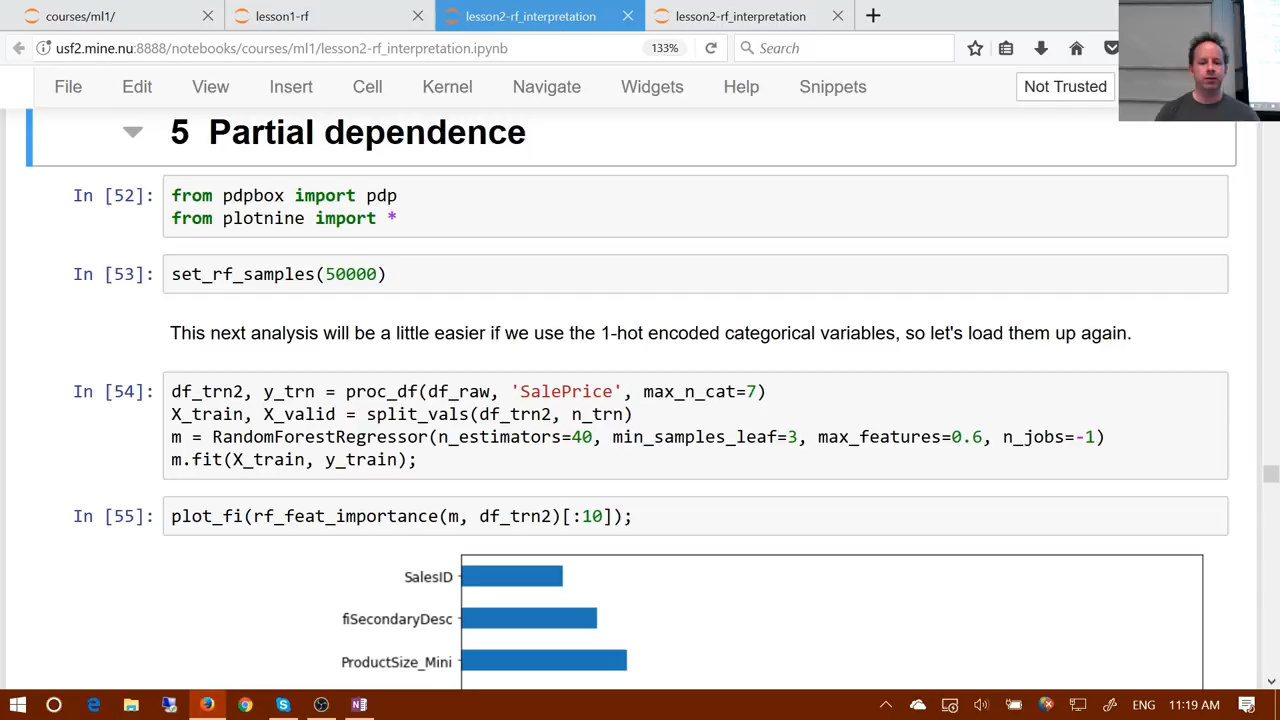 courses/ml1/
lesson1-rf
lesson2-rf_interpretation
lesson2-rf_interpretation
usf2.mine.nu:8888/notebooks/courses/ml1/lesson2-rf_interpretation.ipynb
133%
Search
File Edit View Insert Cell Kernel Navigate Widgets Help Snippets
Not Trusted
5 Partial dependence
In [52]:
from pdpbox import pdp
from plotnine import *
In [53]:
set_rf_samples(50000)
This next analysis will be a little easier if we use the 1-hot encoded categorical variables, so let's load them up again.
In [54]:
df_trn2, y_trn = proc_df(df_raw, 'SalePrice', max_n_cat=7)
X_train, X_valid = split_vals(df_trn2, n_trn)
m = RandomForestRegressor(n_estimators=40, min_samples_leaf=3, max_features=0.6, n_jobs=-1)
m.fit(X_train, y_train);
In [55]:
plot_fi(rf_feat_importance(m, df_trn2)[:10]);
SalesID
fiSecondaryDesc
ProductSize_Mini
ENG 11:19 AM